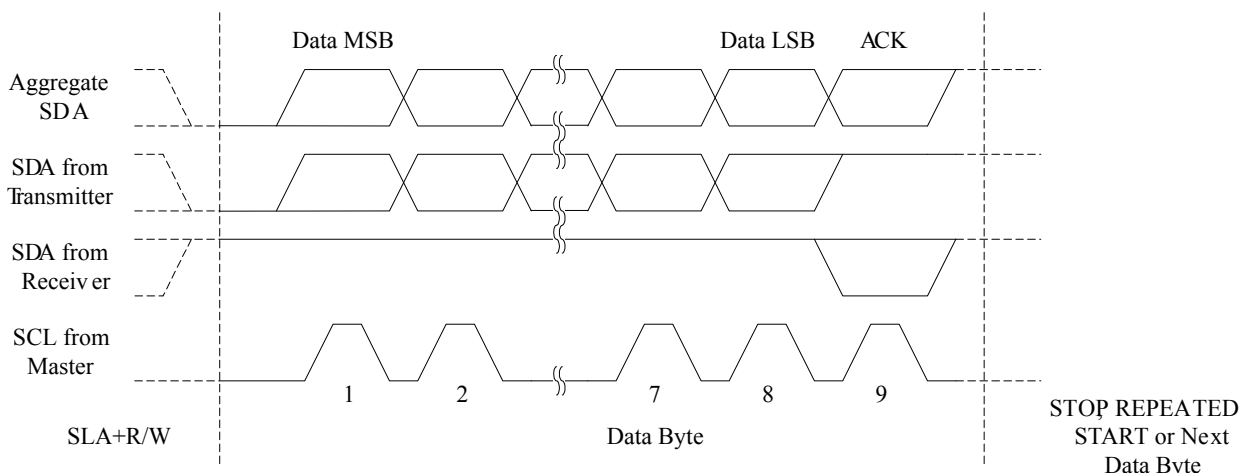 Data MSB
Data LSB
ACK
Aggregate
SDA
SDA from
Transmitter
SDA from
Receiver
SCL from
Master
1
2
7
8
9
SLA+R/W
Data Byte
STOP, REPEATED
START or Next
Data Byte